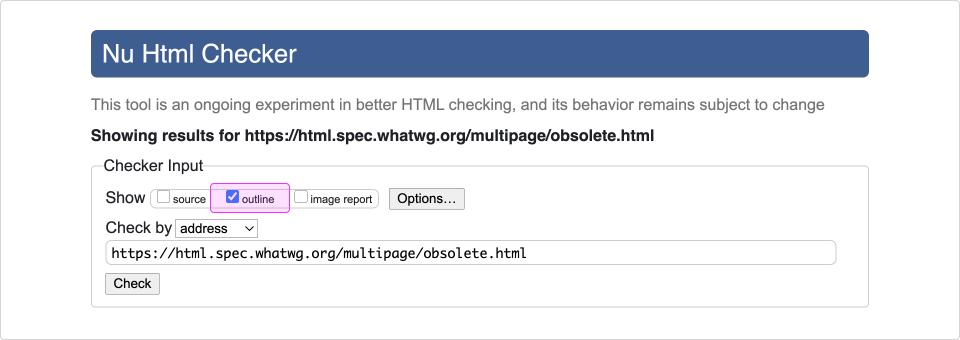 Nu Html Checker
This tool is an ongoing experiment in better HTML checking, and its behavior remains subject to change
Showing results for https://html.spec.whatwg.org/multipage/obsolete.html
Checker Input
Show source outline image report Options…
Check by address
https://html.spec.whatwg.org/multipage/obsolete.html
Check